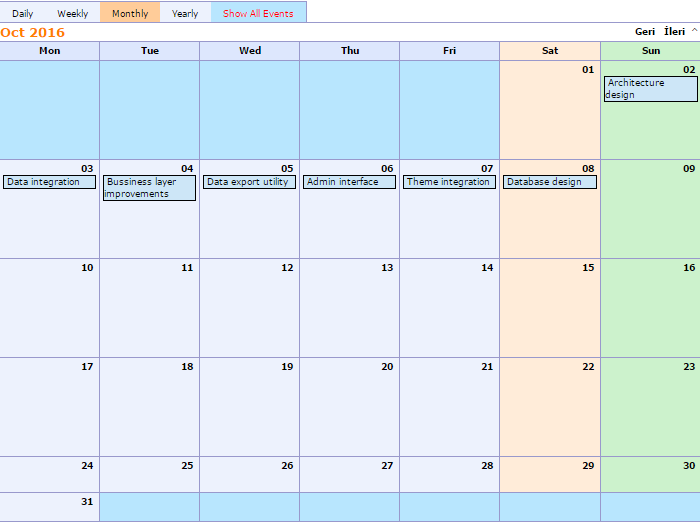 Daily Weekly Monthly Yearly Show All Events
Oct 2016 Geri İleri ^
Mon Tue Wed Thu Fri Sat Sun
01 02
Architecture
design
03 04 05 06 07 08 09
Data integration Bussiness layer Data export utility Admin interface Theme integration Database design
improvements
10 11 12 13 14 15 16
17 18 19 20 21 22 23
24 25 26 27 28 29 30
31